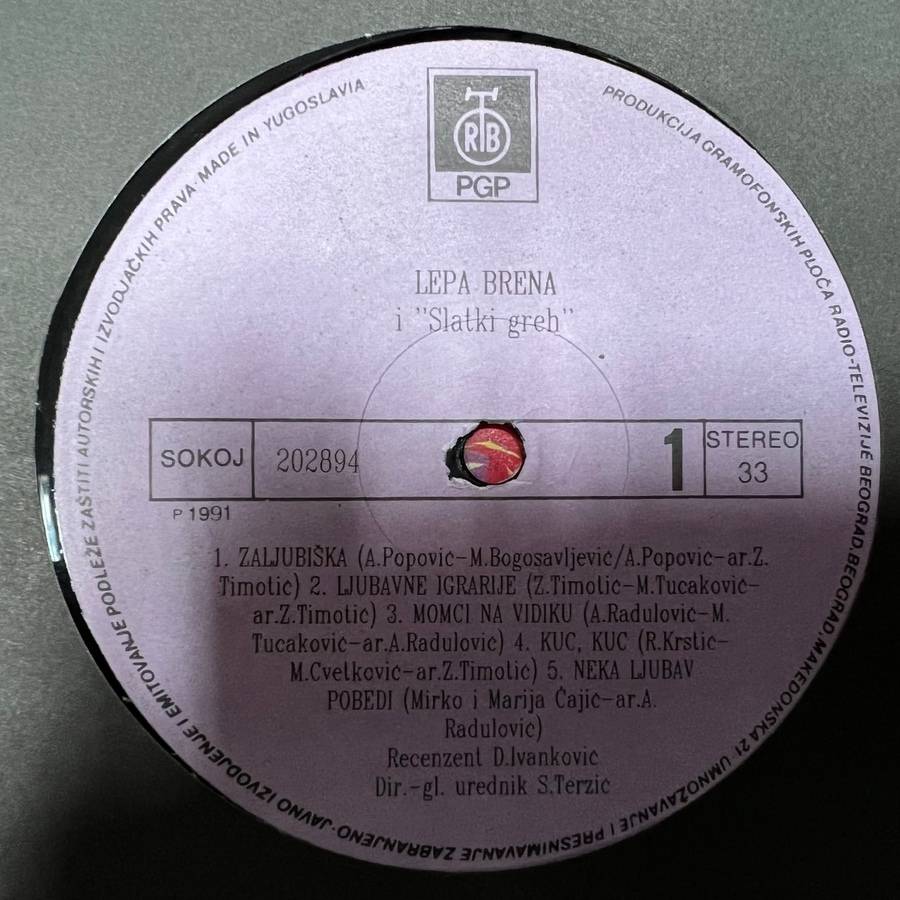 RTB
PGP
PRODUKCIJA GRAMOFONSKIH PLOČA RADIO-TELEVIZIJE BEOGRAD, BEOGRAD, MAKEDONSKA 21 · UMNOŽAVANJE I PRESNIMAVANJE ZABRANJENO · JAVNO IZVODJENJE I EMITOVANJE PODLEŽE ZAŠTITI AUTORSKIH I IZVODJAČKIH PRAVA · MADE IN YUGOSLAVIA
LEPA BRENA
i "Slatki greh"
SOKOJ 202894 1 STEREO
33
P 1991
1. ZALJUBIŠKA (A.Popović-M.Bogosavljević/A.Popović-ar.Z.
Timotić) 2. LJUBAVNE IGRARIJE (Z.Timotić-M.Tucaković-
ar.Z.Timotić) 3. MOMCI NA VIDIKU (A.Radulović-M.
Tucaković-ar.A.Radulović) 4. KUC, KUC (R.Krstić-
M.Cvetković-ar.Z.Timotić) 5. NEKA LJUBAV
POBEDI (Mirko i Marija Čajić-ar.A.
Radulović)
Recenzent D.Ivanković
Dir.-gl. urednik S.Terzić